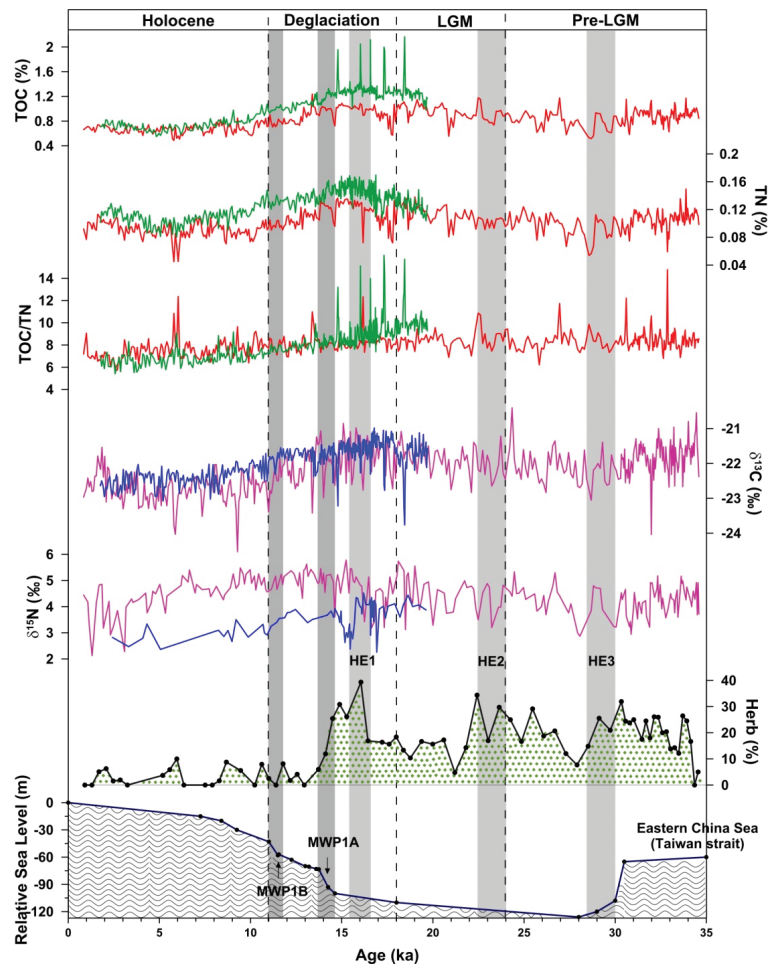 Holocene Deglaciation LGM Pre-LGM
TOC (%)
2
1.6
1.2
0.8
0.4
TN (%)
0.2
0.16
0.12
0.08
0.04
TOC/TN
14
12
10
8
6
4
δ13C (‰)
-21
-22
-23
-24
δ15N (‰)
6
5
4
3
2
HE1 HE2 HE3
Herb (%)
40
30
20
10
0
Relative Sea Level (m)
0
-30
-60
-90
-120
MWP1A
MWP1B
Eastern China Sea
(Taiwan strait)
0 5 10 15 20 25 30 35
Age (ka)